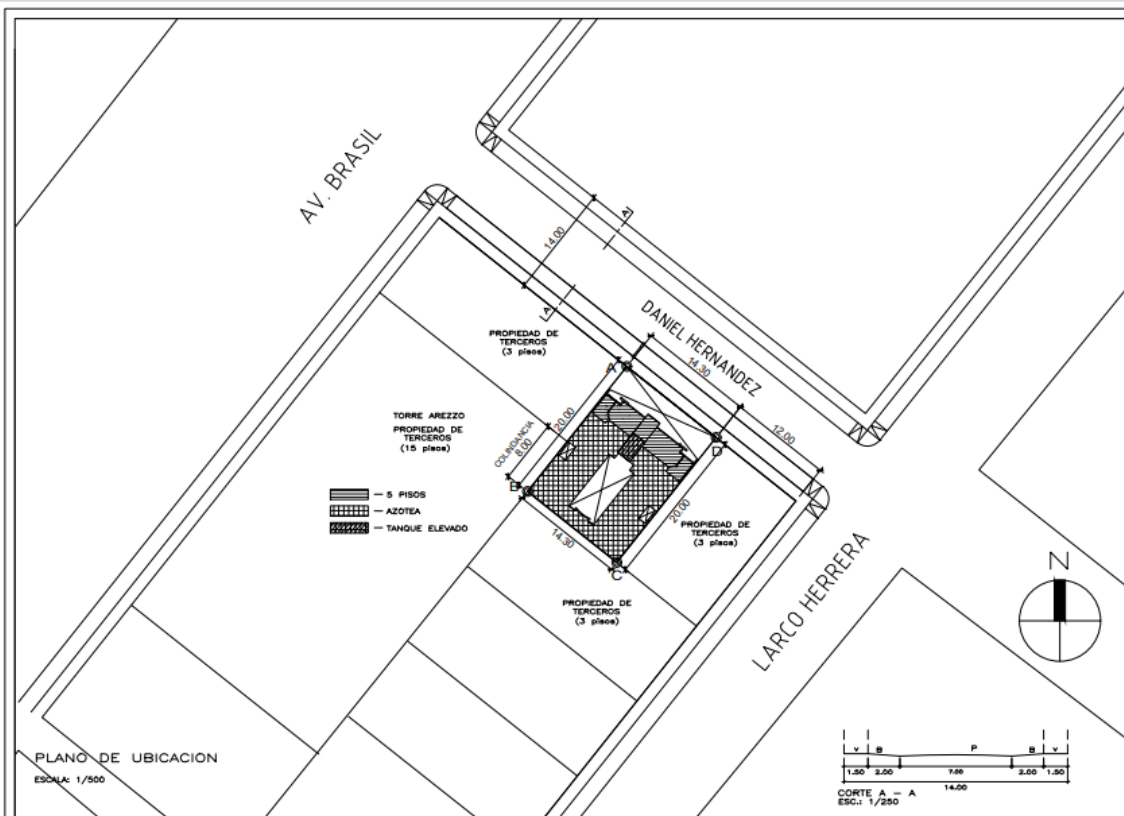 AV. BRASIL
14.00
A
A
DANIEL HERNANDEZ
PROPIEDAD DE
TERCEROS
(3 pisos)
A
14.30
12.00
TORRE AREZZO
PROPIEDAD DE
TERCEROS
(15 pisos)
COLINDANCIA
8.00
20.00
D
B
20.00
— 5 PISOS
— AZOTEA
— TANQUE ELEVADO
14.30
C
PROPIEDAD DE
TERCEROS
(3 pisos)
PROPIEDAD DE
TERCEROS
(3 pisos)
LARCO HERRERA
N
PLANO DE UBICACION
ESCALA: 1/500
V B P B V
1.50 2.00 7.00 2.00 1.50
14.00
CORTE A - A
ESC.: 1/250